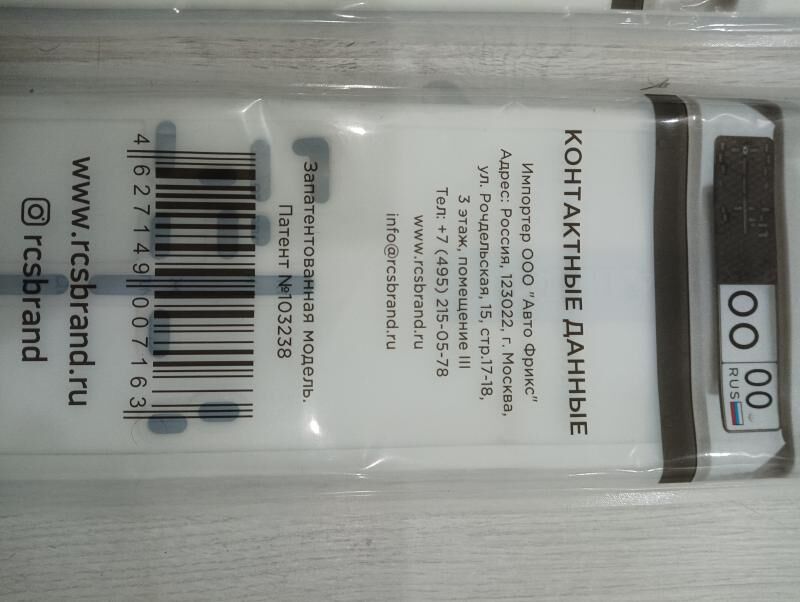 КОНТАКТНЫЕ ДАННЫЕ
Импортер ООО "Авто Фрикс"
Адрес: Россия, 123022, г. Москва,
ул. Рочдельская, 15, стр.17-18,
3 этаж, помещение III
Тел: +7 (495) 215-05-78
www.rcsbrand.ru
info@rcsbrand.ru
Запатентованная модель.
Патент №103238
4 627149 007163
www.rcsbrand.ru
rcsbrand
OO
OO
RUS